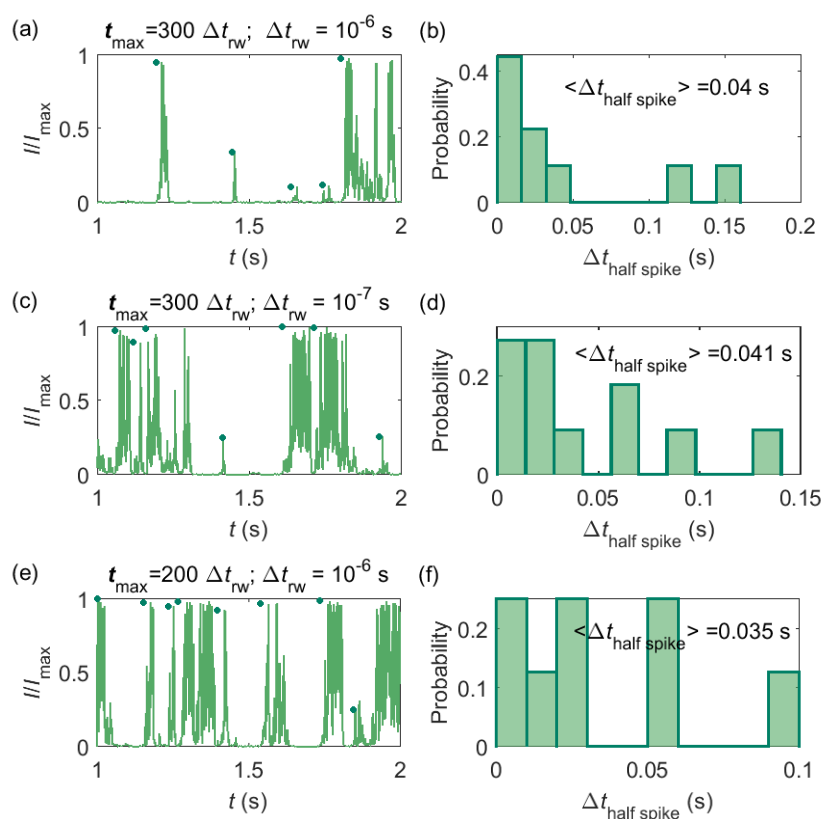 (a)
t_max=300 Δt_rw; Δt_rw = 10^-6 s
I/I_max
1
0.5
0
1 1.5 2
t (s)
(b)
<Δt_half spike> =0.04 s
Probability
0.4
0.2
0
0 0.05 0.1 0.15 0.2
Δt_half spike (s)
(c)
t_max=300 Δt_rw; Δt_rw = 10^-7 s
I/I_max
1
0.5
0
1 1.5 2
t (s)
(d)
<Δt_half spike> =0.041 s
Probability
0.2
0
0 0.05 0.1 0.15
Δt_half spike (s)
(e)
t_max=200 Δt_rw; Δt_rw = 10^-6 s
I/I_max
1
0.5
0
1 1.5 2
t (s)
(f)
<Δt_half spike> =0.035 s
Probability
0.2
0.1
0
0 0.05 0.1
Δt_half spike (s)